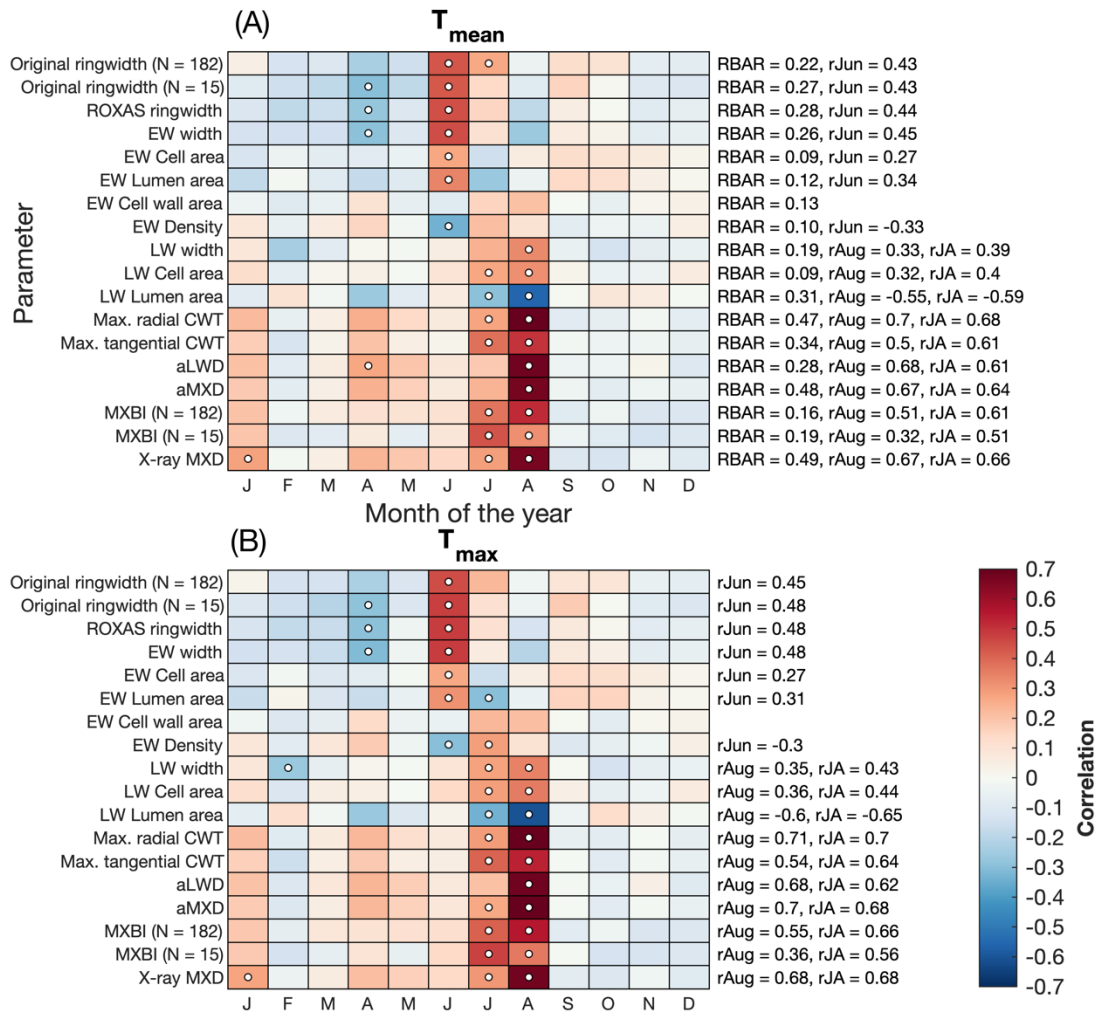 (A)
T mean
Parameter
Original ringwidth (N = 182) RBAR = 0.22, rJun = 0.43
Original ringwidth (N = 15) RBAR = 0.27, rJun = 0.43
ROXAS ringwidth RBAR = 0.28, rJun = 0.44
EW width RBAR = 0.26, rJun = 0.45
EW Cell area RBAR = 0.09, rJun = 0.27
EW Lumen area RBAR = 0.12, rJun = 0.34
EW Cell wall area RBAR = 0.13
EW Density RBAR = 0.10, rJun = -0.33
LW width RBAR = 0.19, rAug = 0.33, rJA = 0.39
LW Cell area RBAR = 0.09, rAug = 0.32, rJA = 0.4
LW Lumen area RBAR = 0.31, rAug = -0.55, rJA = -0.59
Max. radial CWT RBAR = 0.47, rAug = 0.7, rJA = 0.68
Max. tangential CWT RBAR = 0.34, rAug = 0.5, rJA = 0.61
aLWD RBAR = 0.28, rAug = 0.68, rJA = 0.61
aMXD RBAR = 0.48, rAug = 0.67, rJA = 0.64
MXBI (N = 182) RBAR = 0.16, rAug = 0.51, rJA = 0.61
MXBI (N = 15) RBAR = 0.19, rAug = 0.32, rJA = 0.51
X-ray MXD RBAR = 0.49, rAug = 0.67, rJA = 0.66
J F M A M J J A S O N D
Month of the year
(B)
T max
Original ringwidth (N = 182) rJun = 0.45
Original ringwidth (N = 15) rJun = 0.48
ROXAS ringwidth rJun = 0.48
EW width rJun = 0.48
EW Cell area rJun = 0.27
EW Lumen area rJun = 0.31
EW Cell wall area
EW Density rJun = -0.3
LW width rAug = 0.35, rJA = 0.43
LW Cell area rAug = 0.36, rJA = 0.44
LW Lumen area rAug = -0.6, rJA = -0.65
Max. radial CWT rAug = 0.71, rJA = 0.7
Max. tangential CWT rAug = 0.54, rJA = 0.64
aLWD rAug = 0.68, rJA = 0.62
aMXD rAug = 0.7, rJA = 0.68
MXBI (N = 182) rAug = 0.55, rJA = 0.66
MXBI (N = 15) rAug = 0.36, rJA = 0.56
X-ray MXD rAug = 0.68, rJA = 0.68
J F M A M J J A S O N D
0.7
0.6
0.5
0.4
0.3
0.2
0.1
0
-0.1
-0.2
-0.3
-0.4
-0.5
-0.6
-0.7
Correlation